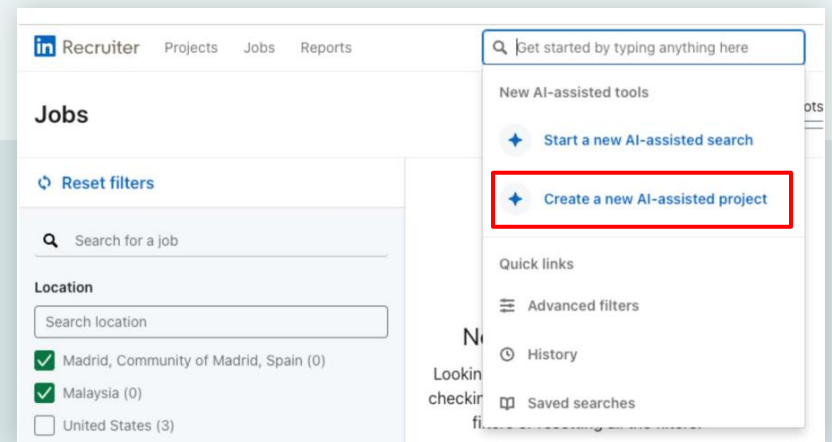 in Recruiter Projects Jobs Reports
Get started by typing anything here
Jobs
New AI-assisted tools
Start a new AI-assisted search
Create a new AI-assisted project
Reset filters
Search for a job
Location
Search location
Madrid, Community of Madrid, Spain (0)
Malaysia (0)
United States (3)
Quick links
Advanced filters
History
Saved searches